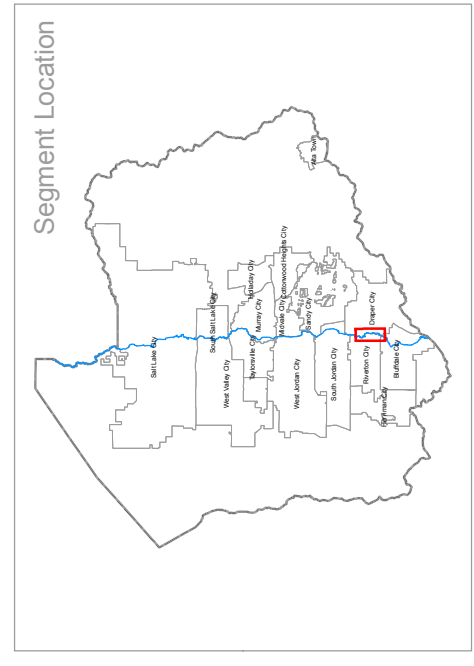 Segment Location
Alta Town
Salt Lake City
South Salt Lake City
Holladay City
Cottonwood Heights City
Murray City
Midvale City
Taylorsville City
West Valley City
Sandy City
West Jordan City
South Jordan City
Draper City
Riverton City
Bluffdale City
Herriman City